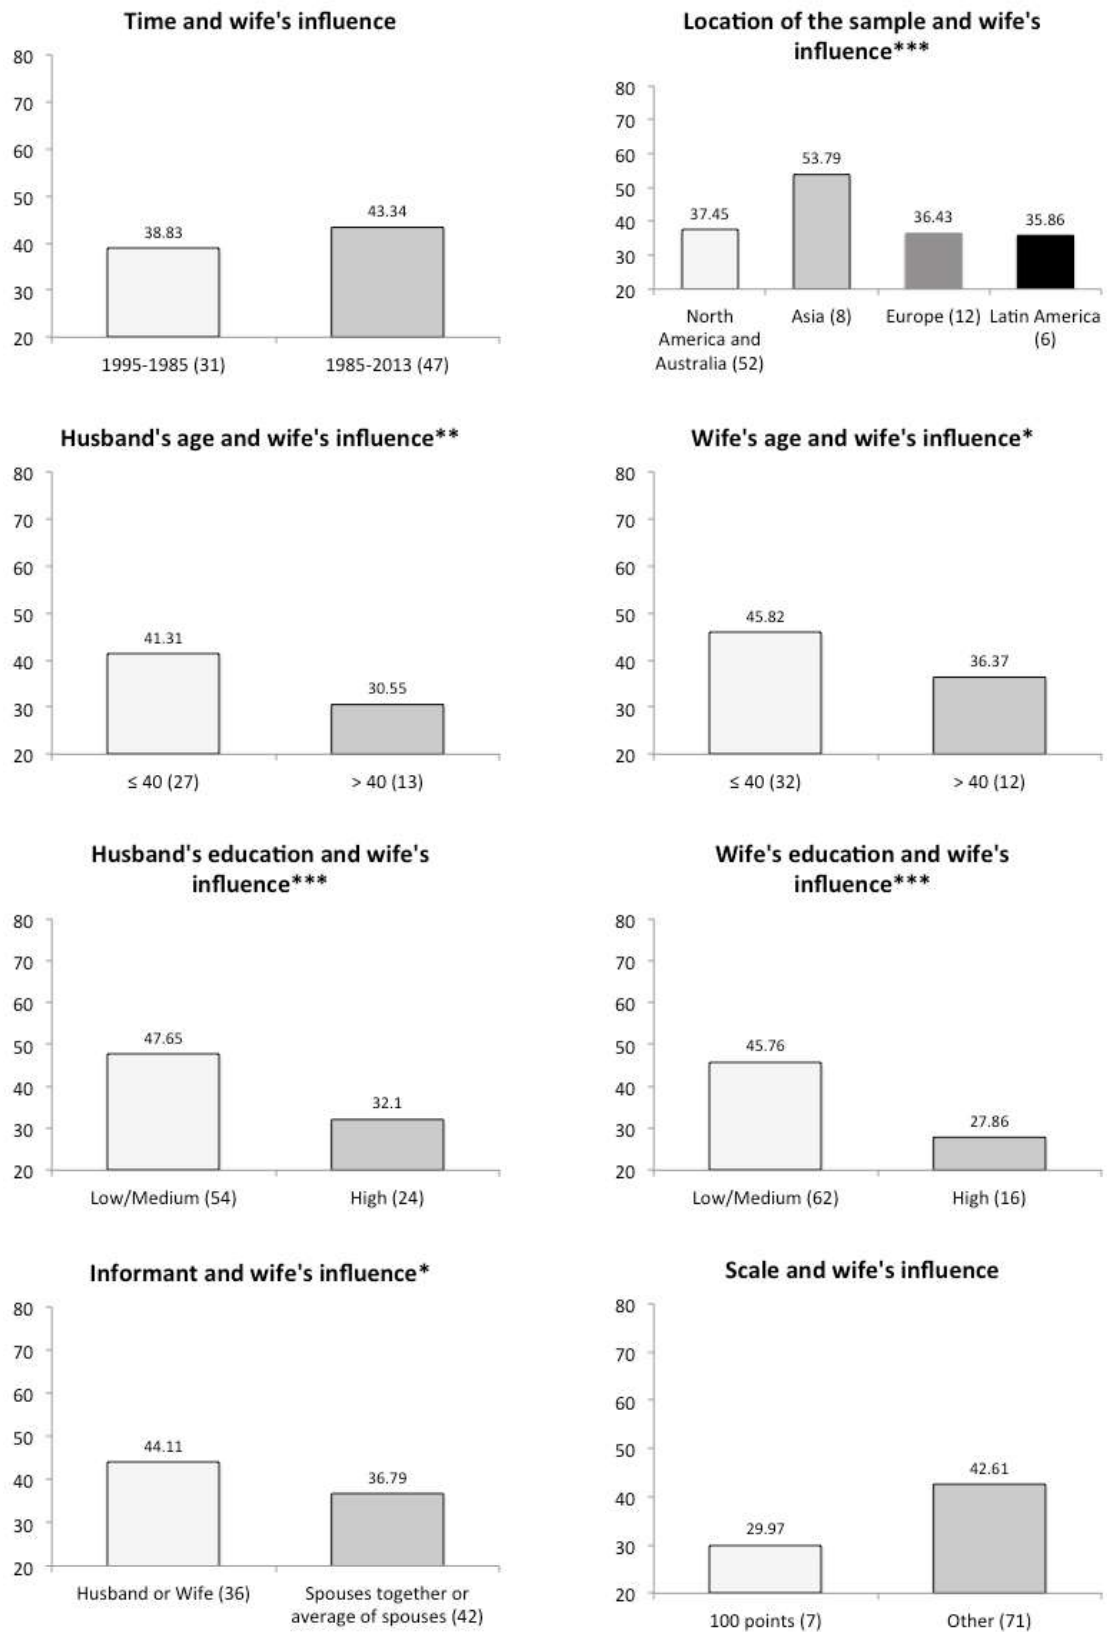 Time and wife's influence
80
70
60
50
40
30
20
38.83
43.34
1995-1985 (31)
1985-2013 (47)
Location of the sample and wife's
influence***
80
70
60
50
40
30
20
37.45
53.79
36.43
35.86
North
America and
Australia (52)
Asia (8)
Europe (12)
Latin America
(6)
Husband's age and wife's influence**
80
70
60
50
40
30
20
41.31
30.55
≤ 40 (27)
> 40 (13)
Wife's age and wife's influence*
80
70
60
50
40
30
20
45.82
36.37
≤ 40 (32)
> 40 (12)
Husband's education and wife's
influence***
80
70
60
50
40
30
20
47.65
32.1
Low/Medium (54)
High (24)
Wife's education and wife's
influence***
80
70
60
50
40
30
20
45.76
27.86
Low/Medium (62)
High (16)
Informant and wife's influence*
80
70
60
50
40
30
20
44.11
36.79
Husband or Wife (36)
Spouses together or
average of spouses (42)
Scale and wife's influence
80
70
60
50
40
30
20
29.97
42.61
100 points (7)
Other (71)